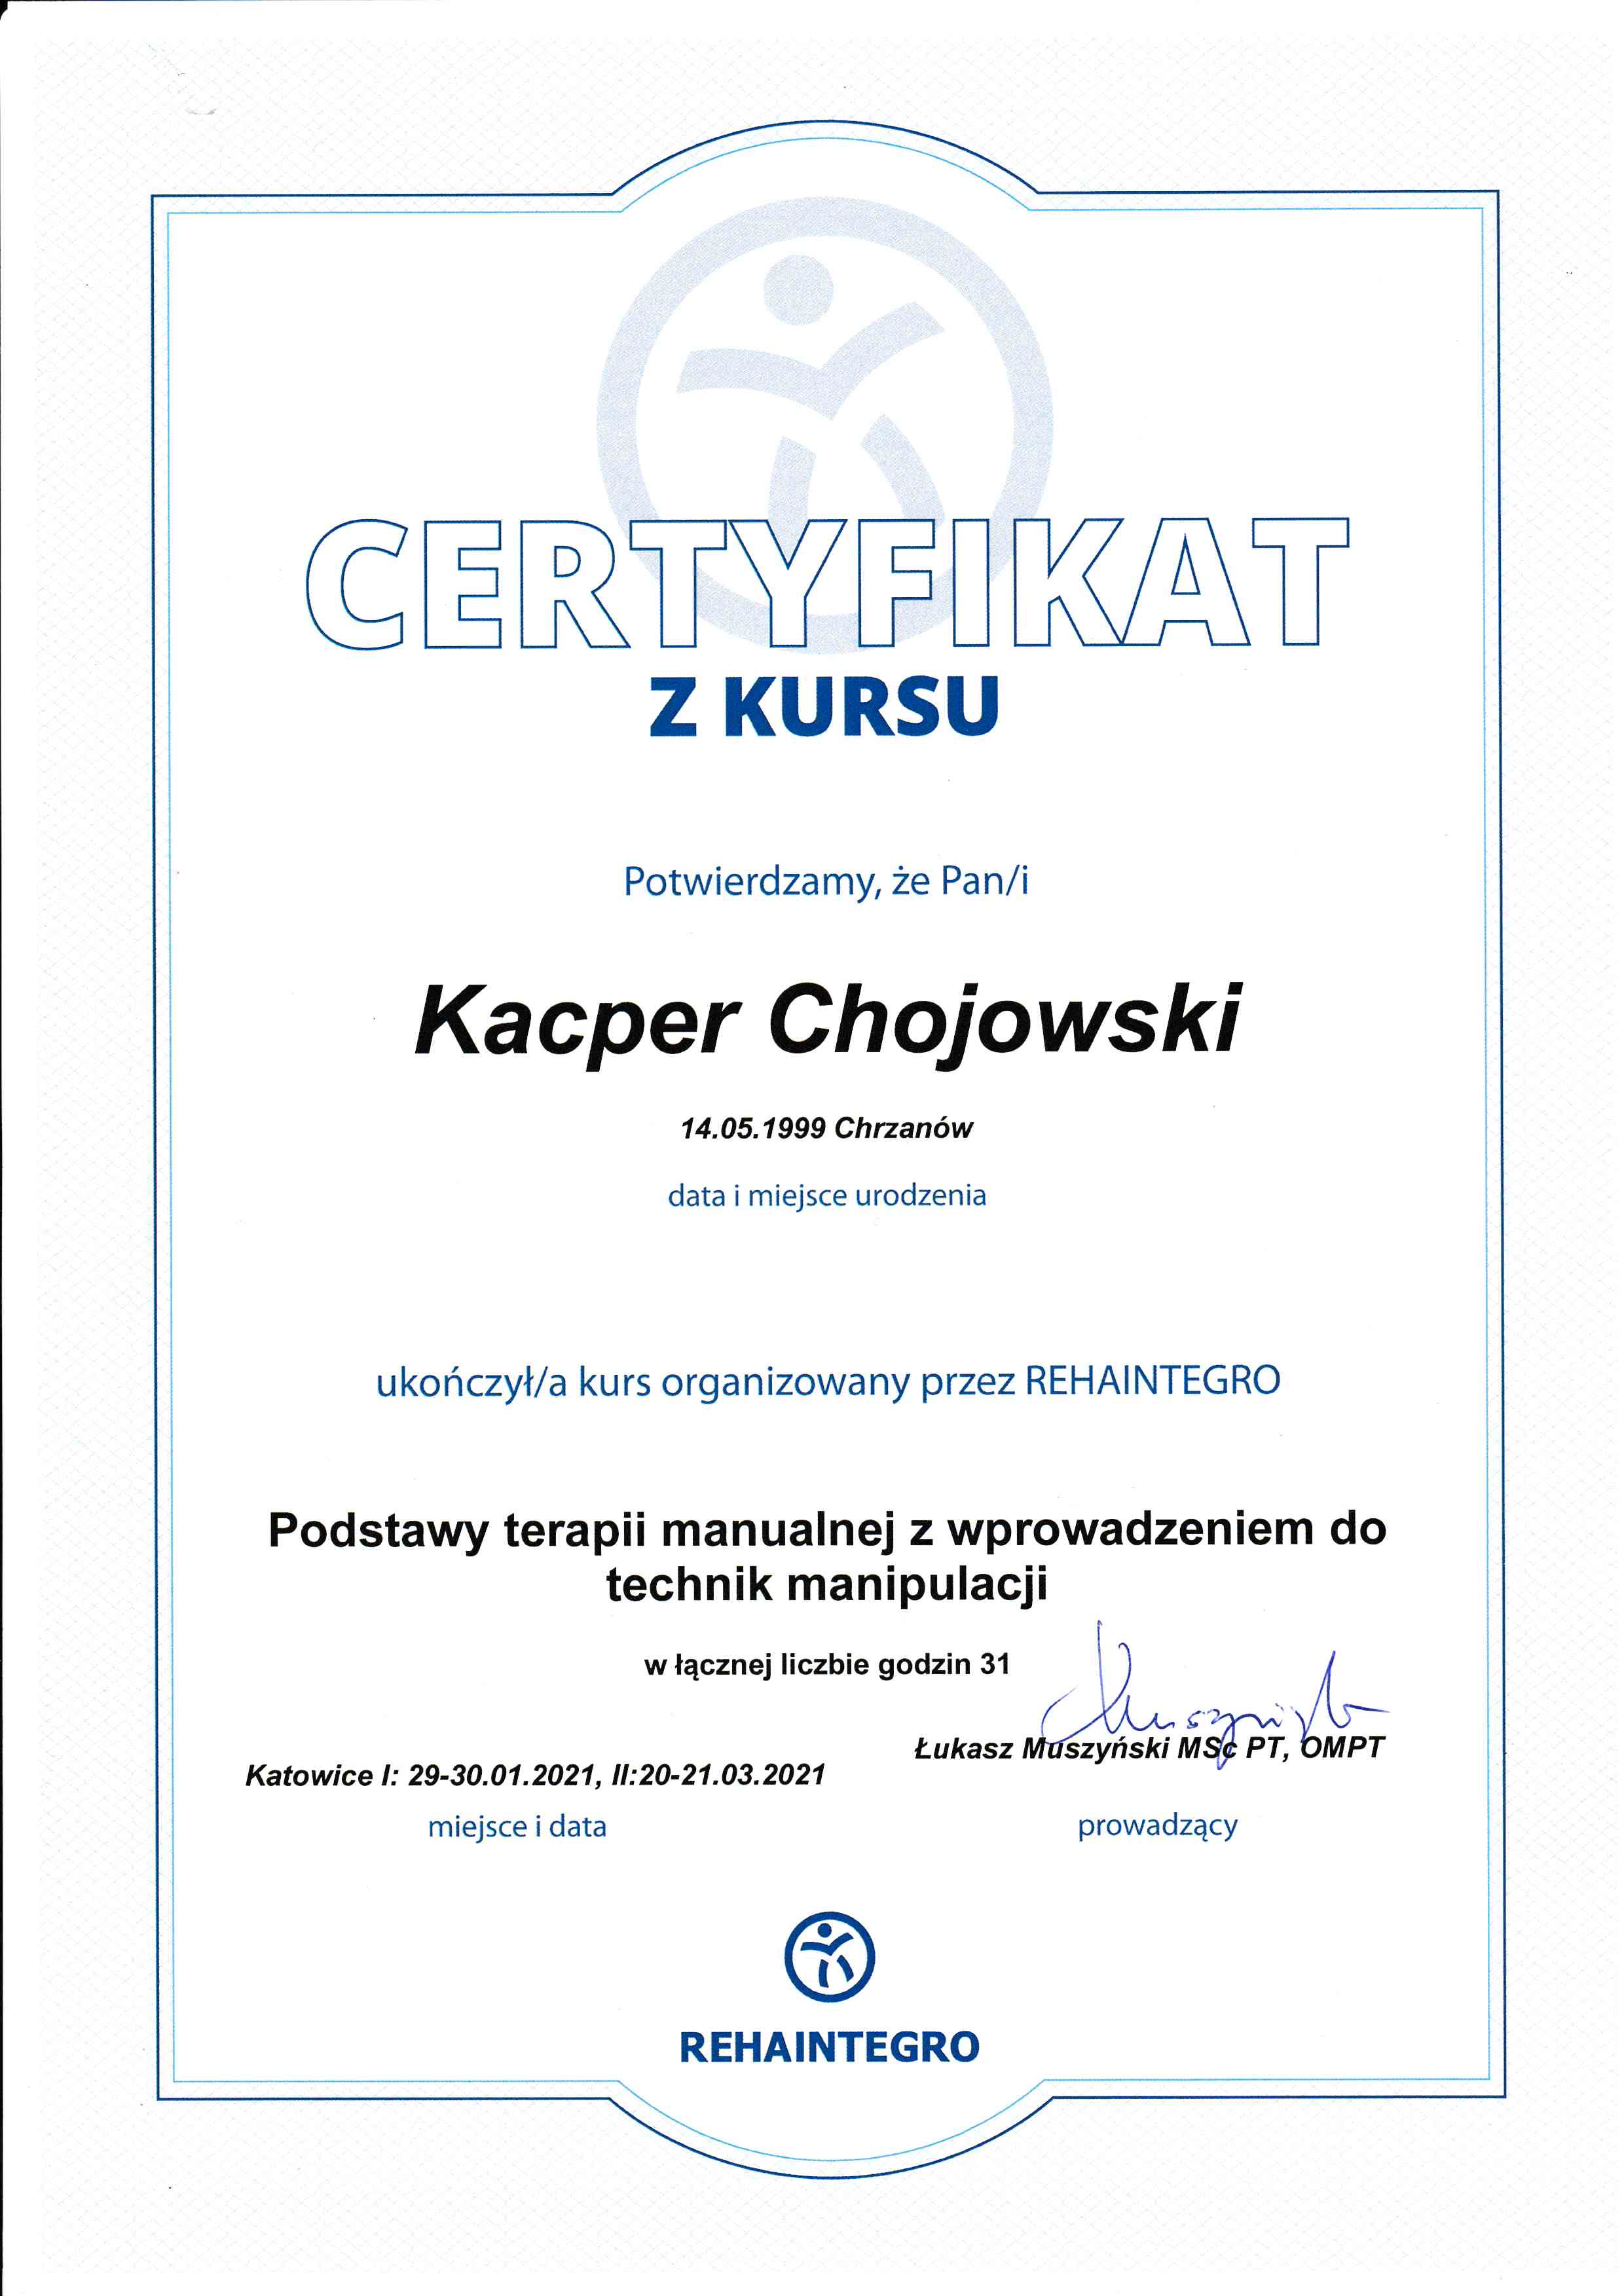 CERTYFIKAT
Z KURSU
Potwierdzamy, że Pan/i
Kacper Chojowski
14.05.1999 Chrzanów
data i miejsce urodzenia
ukończył/a kurs organizowany przez REHAINTEGRO
Podstawy terapii manualnej z wprowadzeniem do
technik manipulacji
w łącznej liczbie godzin 31
Łukasz Muszyński MSc PT, OMPT
Katowice I: 29-30.01.2021, II:20-21.03.2021
miejsce i data
prowadzący
REHAINTEGRO